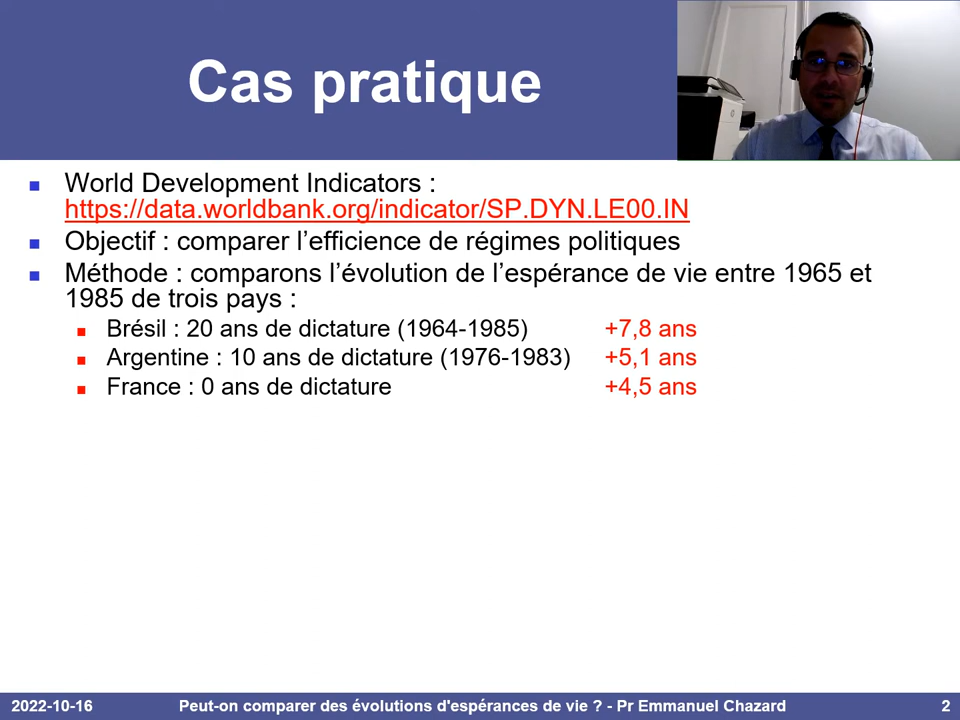 Cas pratique
World Development Indicators :
https://data.worldbank.org/indicator/SP.DYN.LE00.IN
Objectif : comparer l’efficience de régimes politiques
Méthode : comparons l’évolution de l’espérance de vie entre 1965 et
1985 de trois pays :
Brésil : 20 ans de dictature (1964-1985) +7,8 ans
Argentine : 10 ans de dictature (1976-1983) +5,1 ans
France : 0 ans de dictature +4,5 ans
2022-10-16 Peut-on comparer des évolutions d'espérances de vie ? - Pr Emmanuel Chazard 2